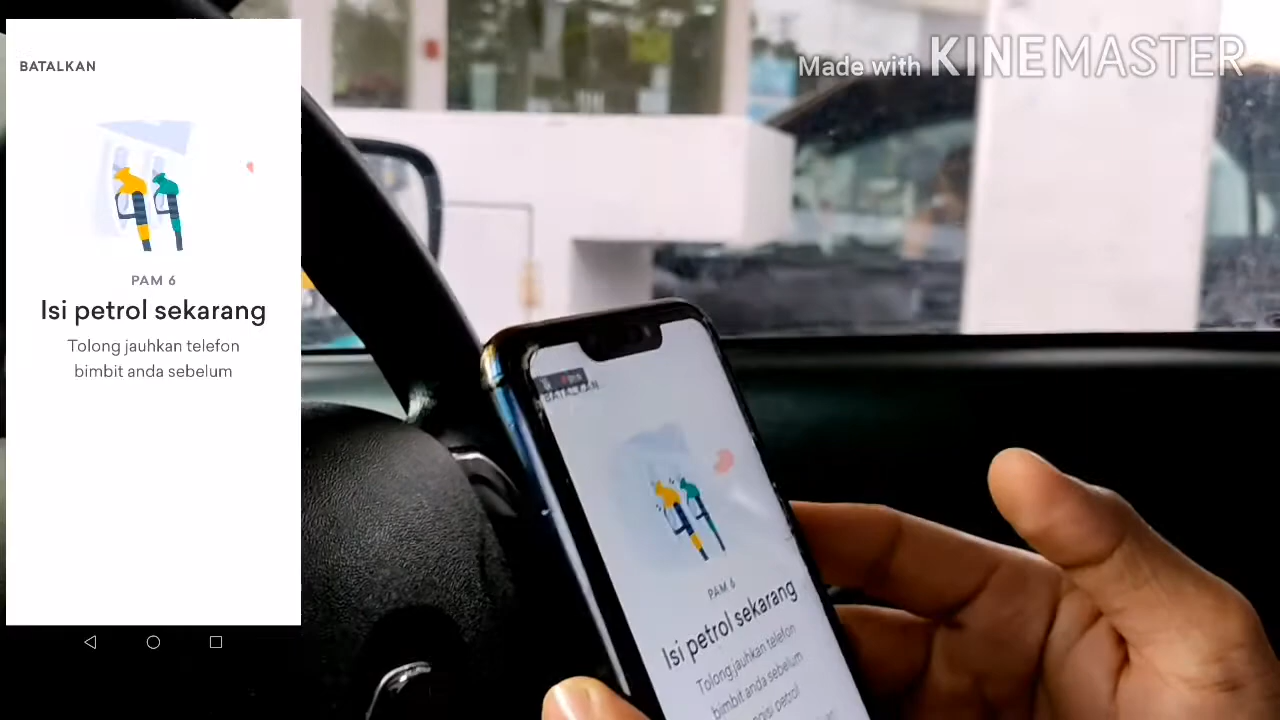 BATALKAN
PAM 6
Isi petrol sekarang
Tolong jauhkan telefon
bimbit anda sebelum
Made with KINEMASTER
BATALKAN
PAM 6
Isi petrol sekarang
Tolong jauhkan telefon
bimbit anda sebelum
petrol